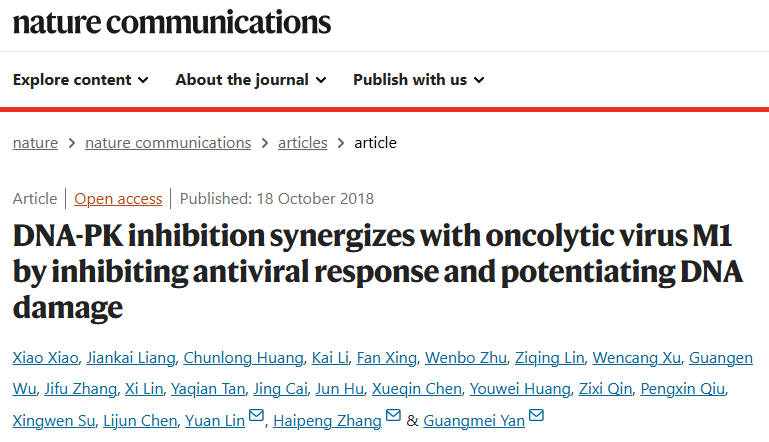 nature communications
Explore content About the journal Publish with us
nature > nature communications > articles > article
Article | Open access | Published: 18 October 2018
DNA-PK inhibition synergizes with oncolytic virus M1
by inhibiting antiviral response and potentiating DNA
damage
Xiao Xiao, Jiankai Liang, Chunlong Huang, Kai Li, Fan Xing, Wenbo Zhu, Ziqing Lin, Wencang Xu, Guangen
Wu, Jifu Zhang, Xi Lin, Yaqian Tan, Jing Cai, Jun Hu, Xueqin Chen, Youwei Huang, Zixi Qin, Pengxin Qiu,
Xingwen Su, Lijun Chen, Yuan Lin, Haipeng Zhang & Guangmei Yan